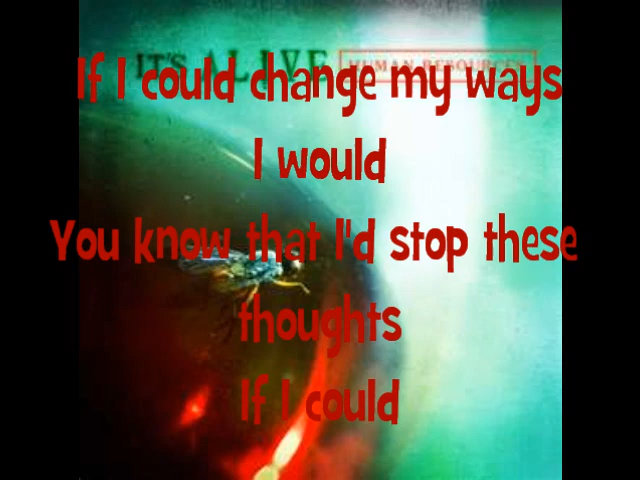 IT'S ALIVE
HUMAN RESOURCES
If I could change my ways
I would
You know that I'd stop these
thoughts
If I could